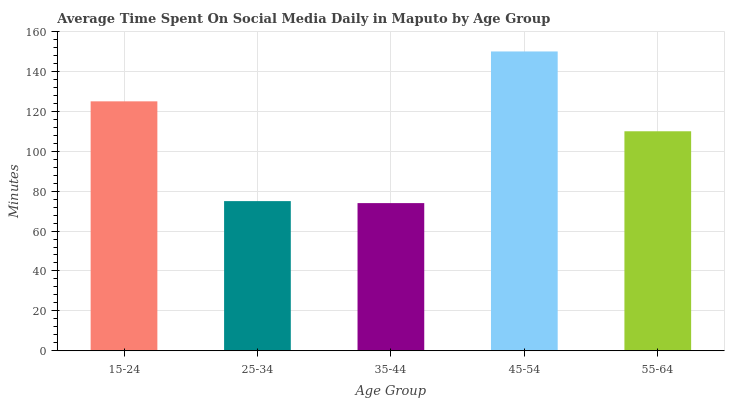 Average Time Spent On Social Media Daily in Maputo by Age Group
160
140
120
100
80
60
40
20
0
Minutes
15-24 25-34 35-44 45-54 55-64
Age Group